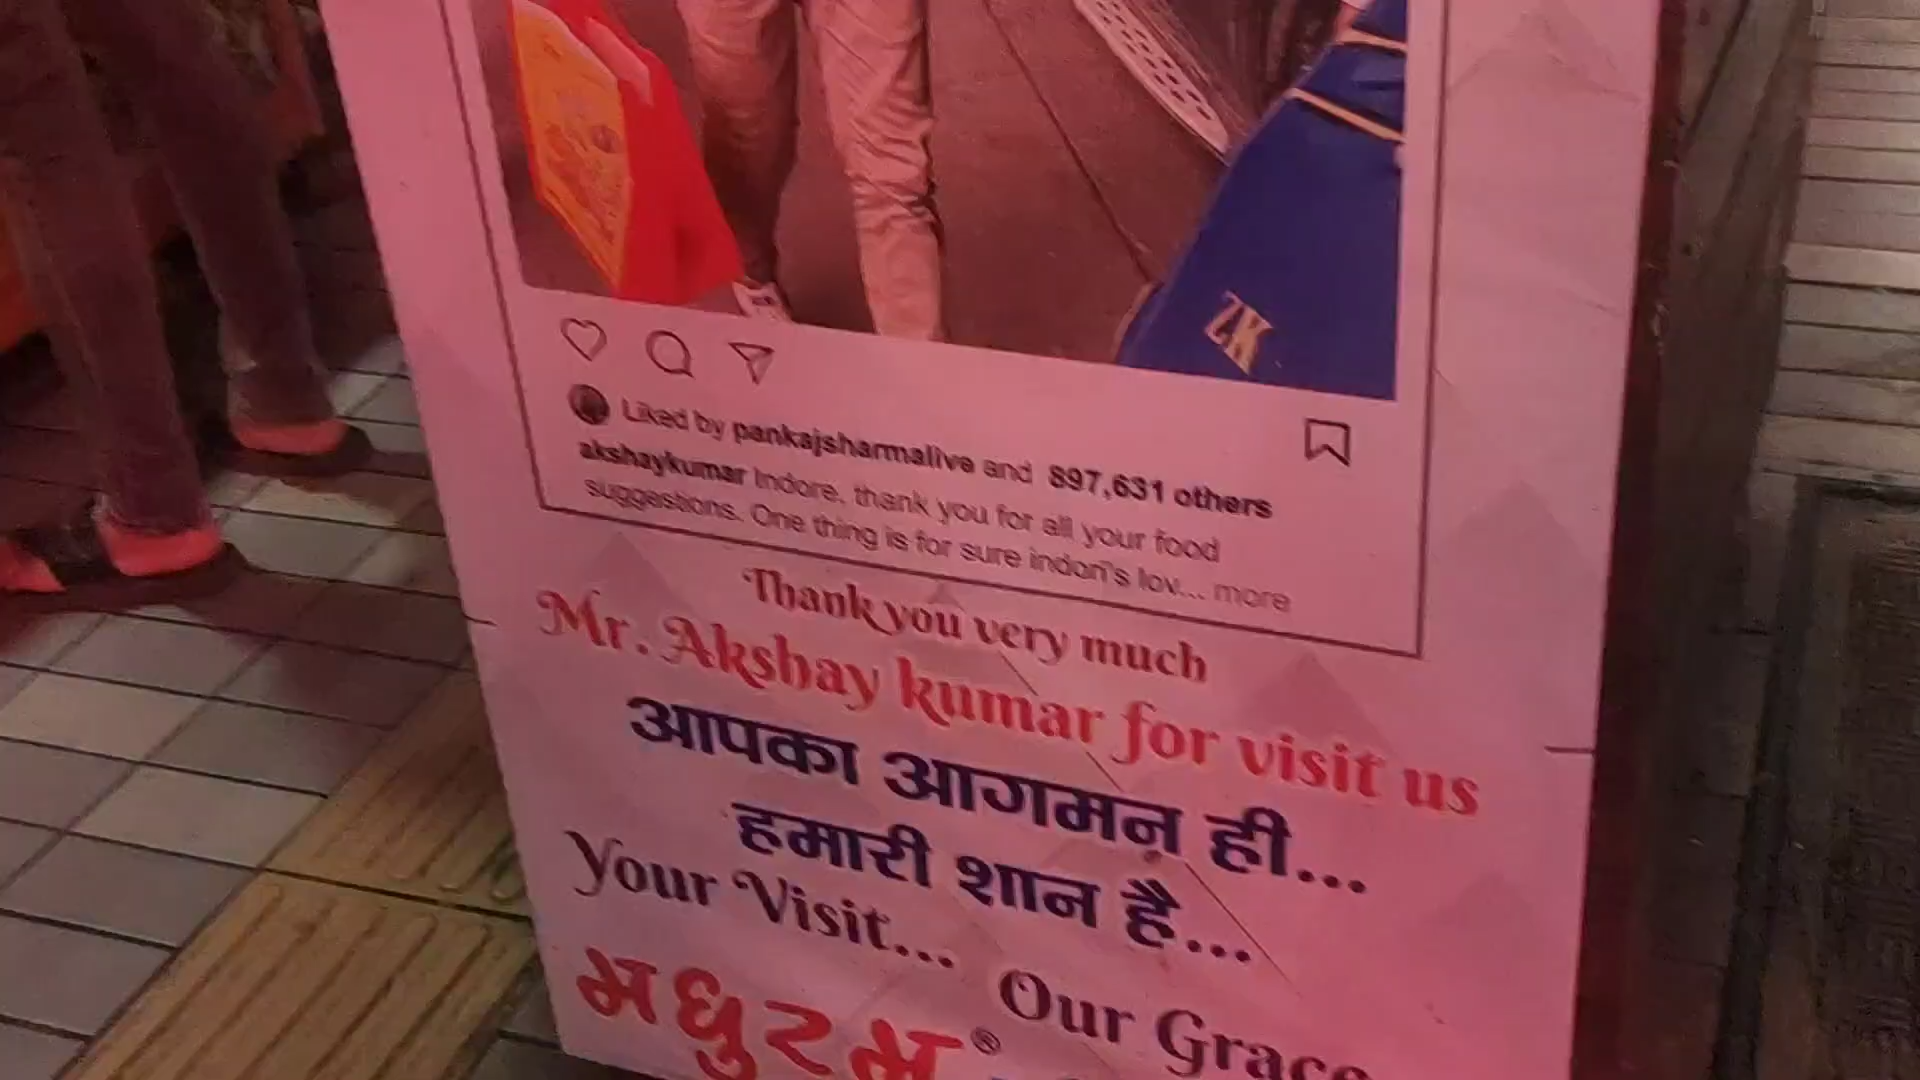 ZK
Liked by pankajsharmalive and 897,631 others
akshaykumar Indore, thank you for all your food
suggestions. One thing is for sure indori's lov... more
Thank you very much
Mr. Akshay kumar for visit us
आपका आगमन ही...
हमारी शान है...
Your Visit... Our Grace
मधुरम®